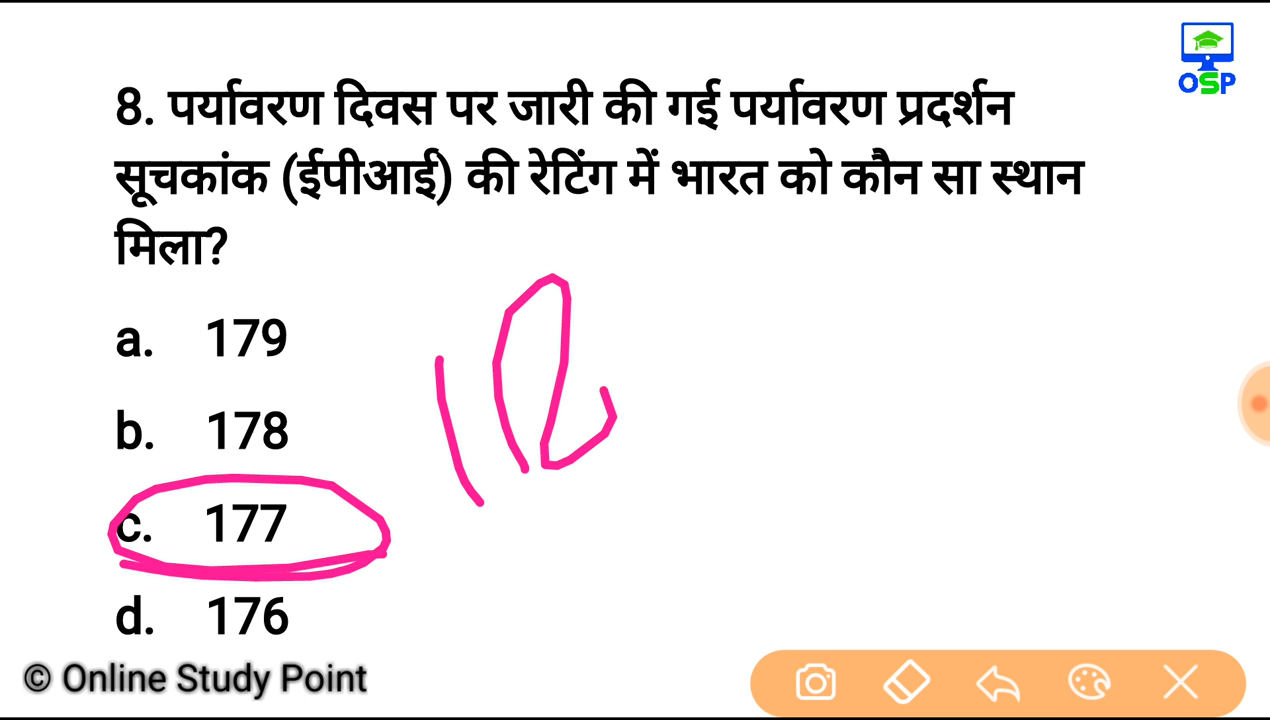 OSP
8. पर्यावरण दिवस पर जारी की गई पर्यावरण प्रदर्शन
सूचकांक (ईपीआई) की रेटिंग में भारत को कौन सा स्थान
मिला?
a. 179
b. 178
c. 177
d. 176
© Online Study Point